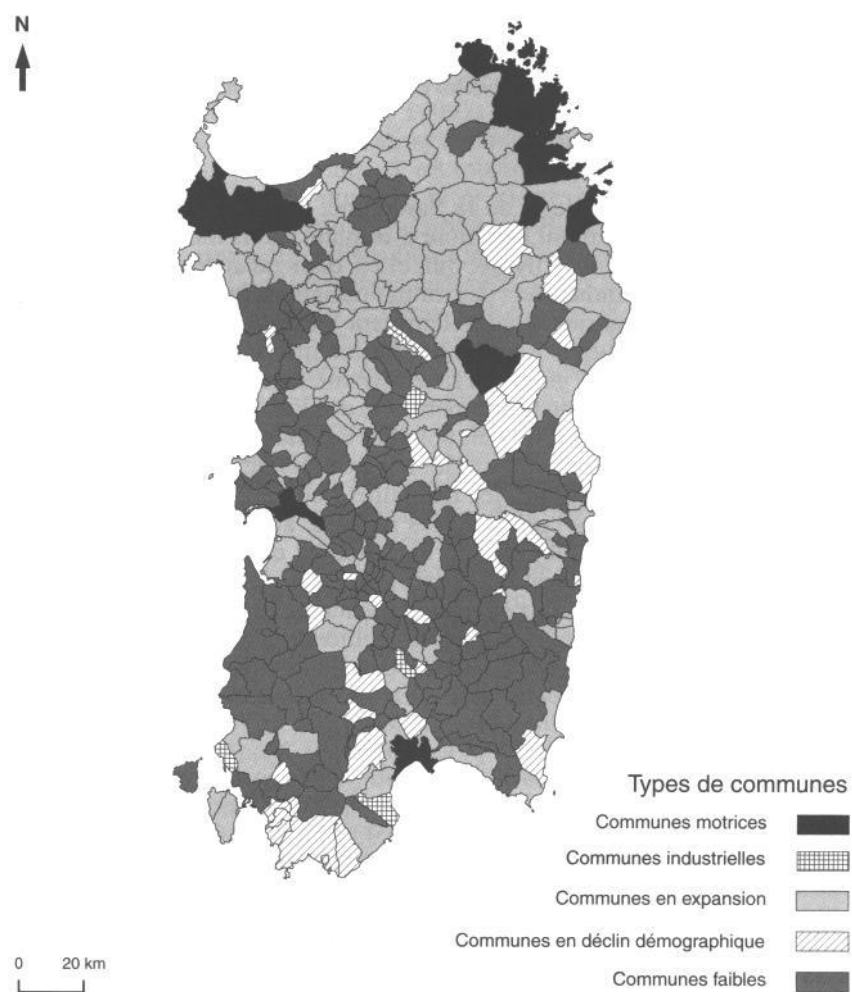 N
Types de communes
Communes motrices
Communes industrielles
Communes en expansion
Communes en déclin démographique
Communes faibles
0 20 km